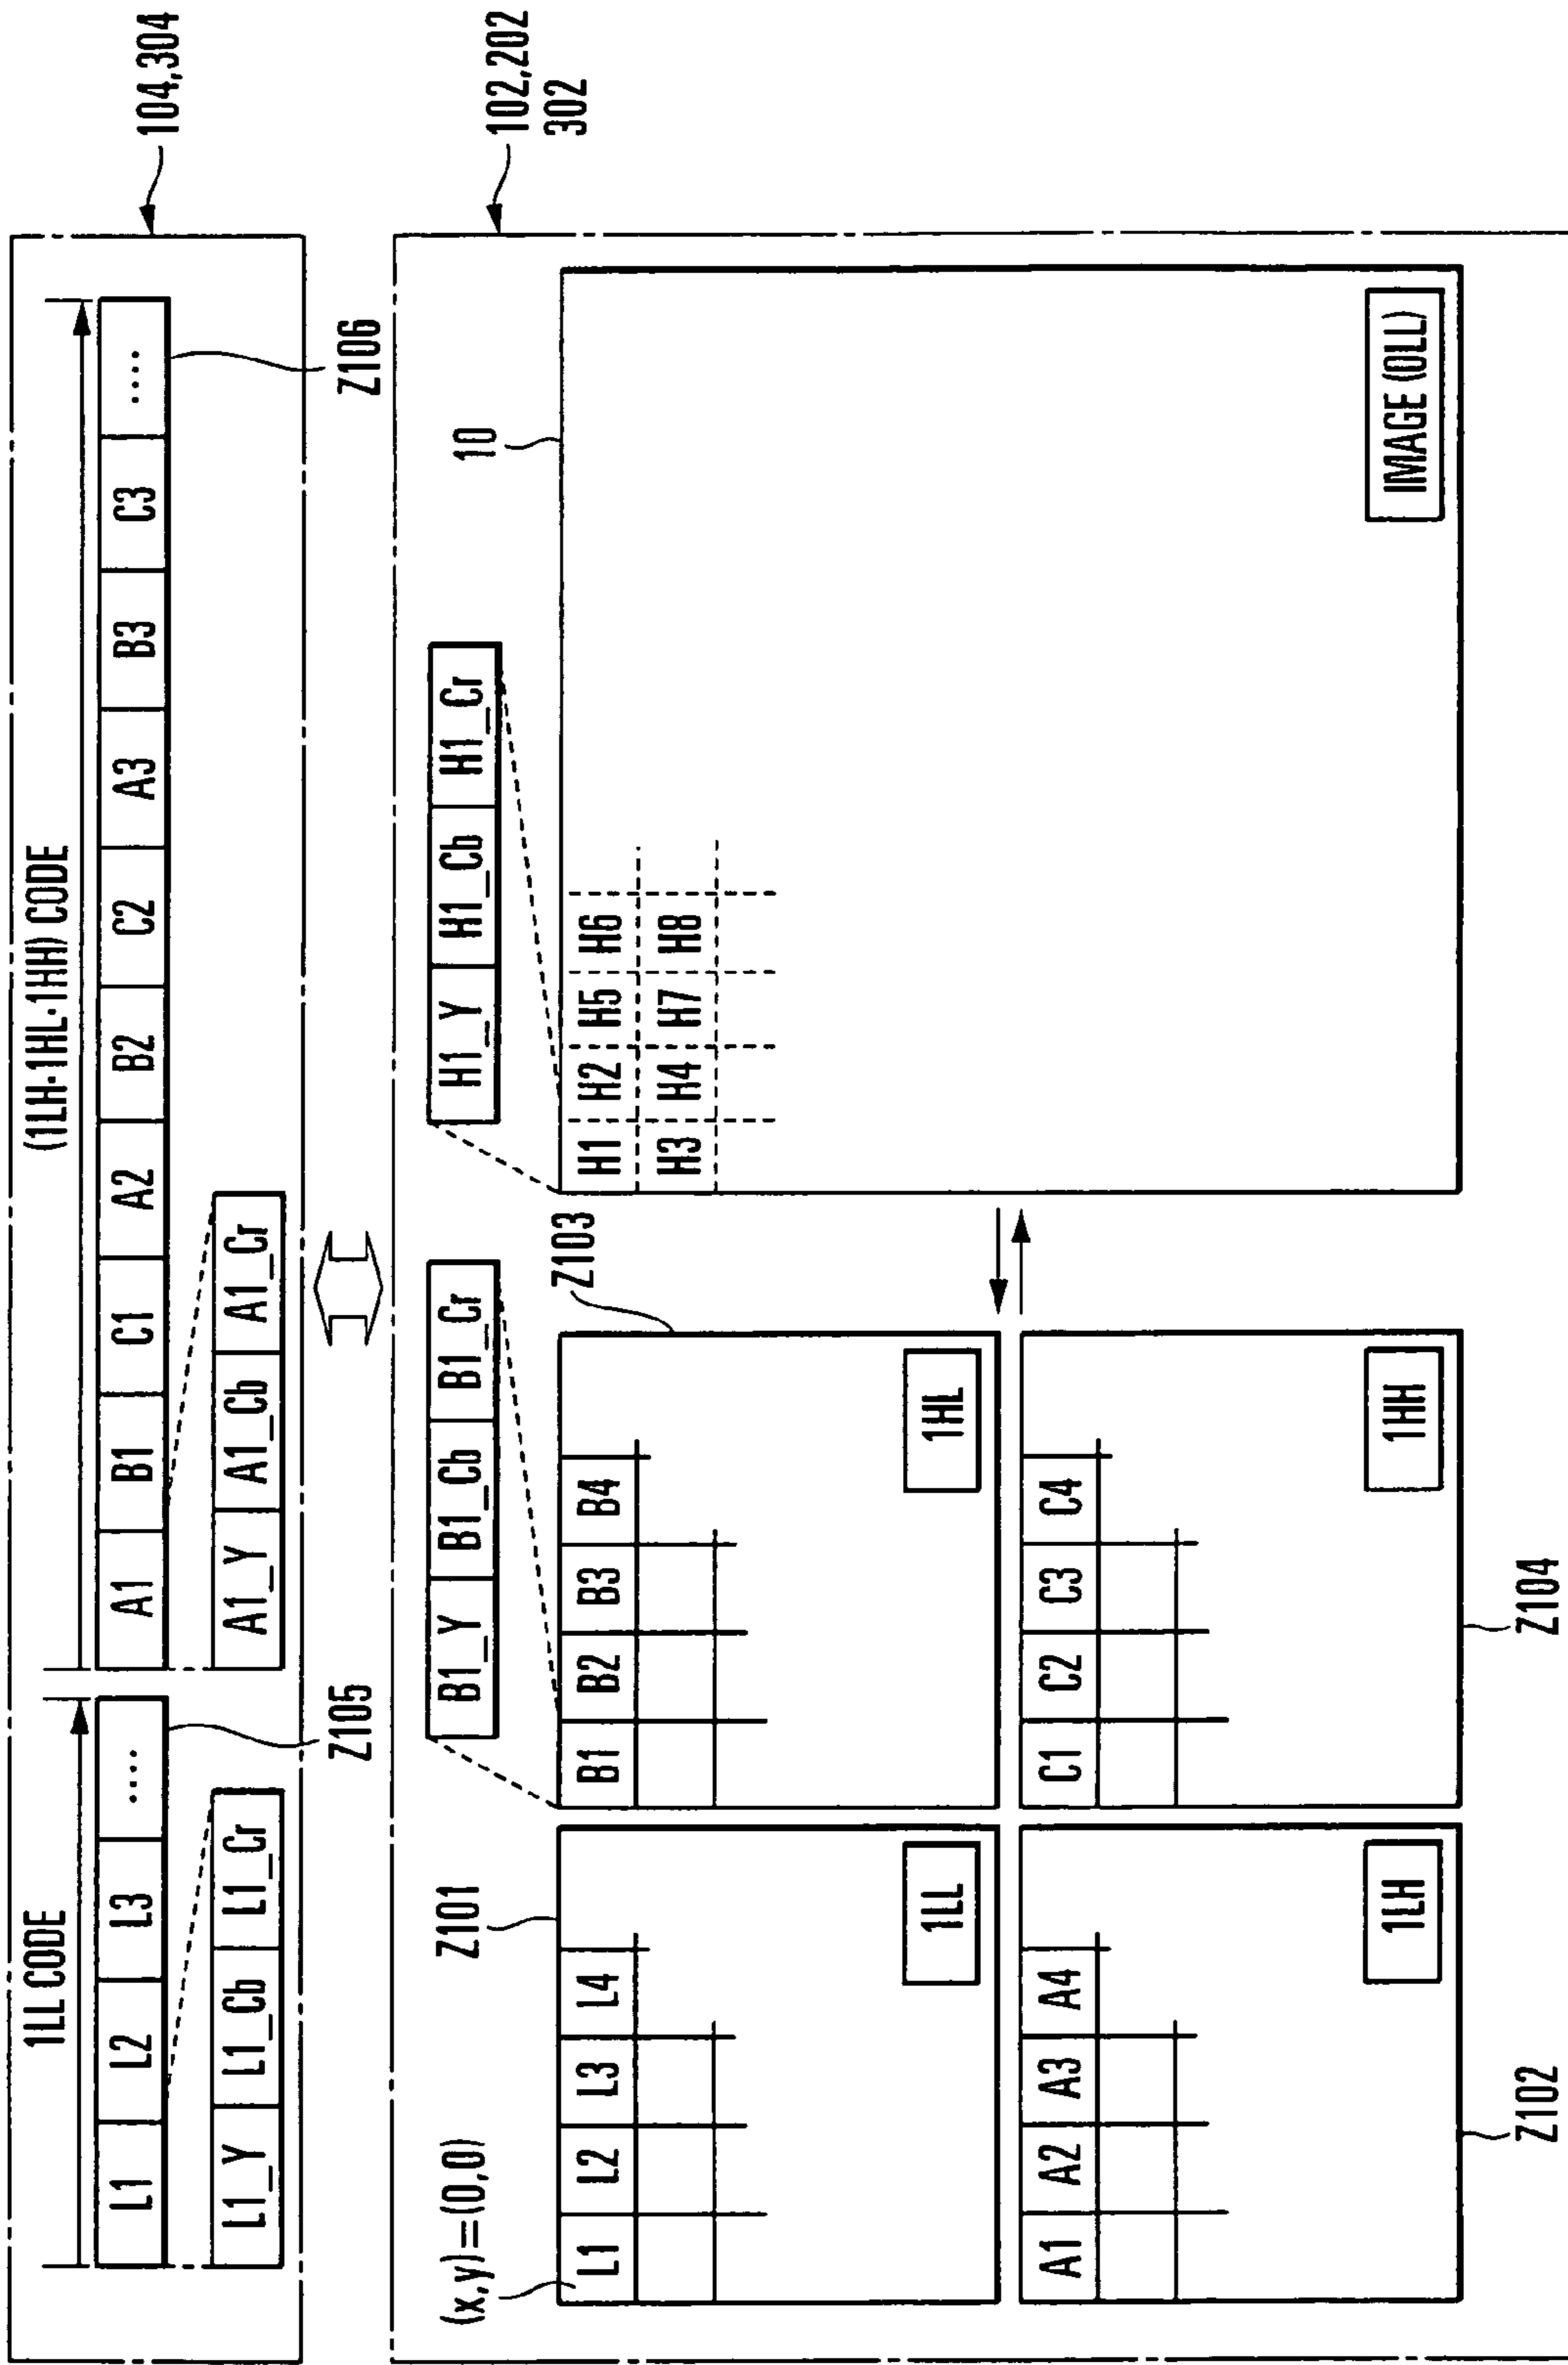 1LL CODE
(1LH·1HL·1HH) CODE
104,304
L1 L2 L3 ....
A1 B1 C1 A2 B2 C2 A3 B3 C3 ....
L1_Y L1_Cb L1_Cr
A1_Y A1_Cb A1_Cr
Z105
Z106
102,202
302
(x,y)=(0,0)
Z101
B1_Y B1_Cb B1_Cr
Z103
H1_Y H1_Cb H1_Cr
10
L1 L2 L3 L4
B1 B2 B3 B4
H1 H2 H5 H6
H3 H4 H7 H8
1LL
1HL
A1 A2 A3 A4
C1 C2 C3 C4
1LH
1HH
IMAGE (0LL)
Z102
Z104